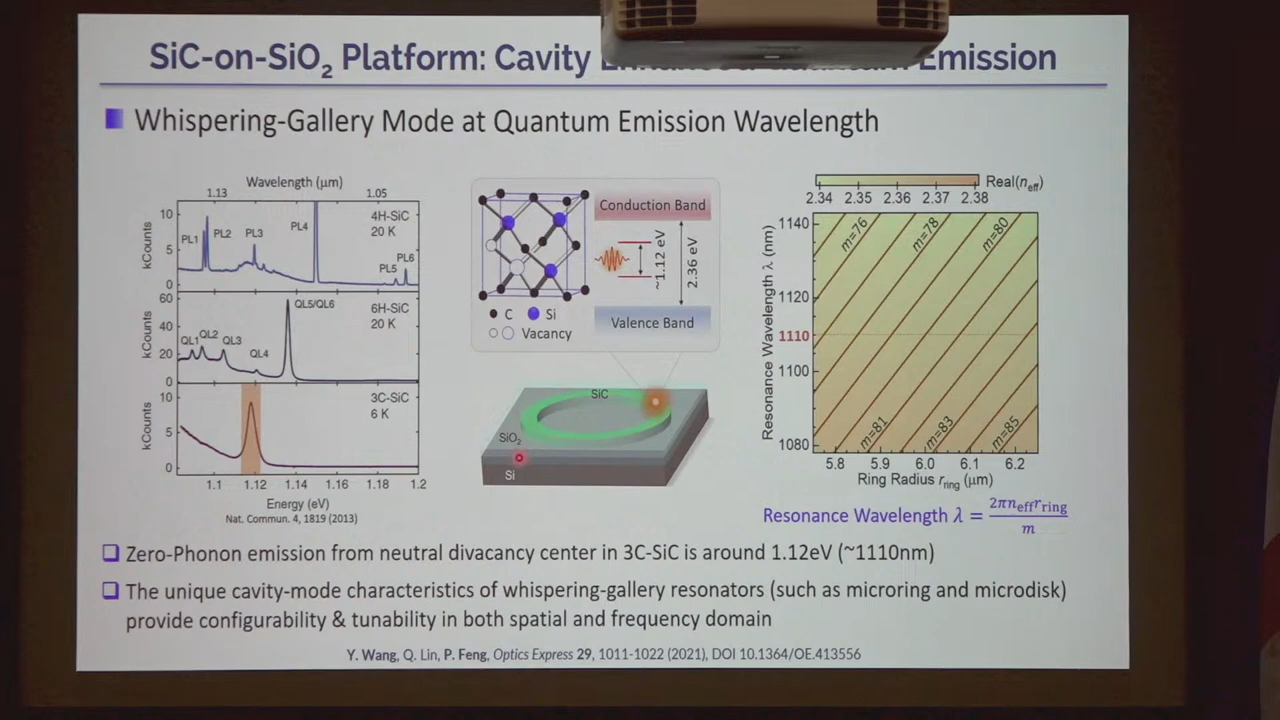 SiC-on-SiO2 Platform: Cavity Enhanced Quantum Emission
Whispering-Gallery Mode at Quantum Emission Wavelength
Wavelength (μm)
1.13 1.05
10
5
0
kCounts
PL1 PL2 PL3 PL4 PL5 PL6
4H-SiC
20 K
60
40
20
0
kCounts
QL1 QL2 QL3 QL4 QL5/QL6
6H-SiC
20 K
10
5
0
kCounts
3C-SiC
6 K
1.1 1.12 1.14 1.16 1.18 1.2
Energy (eV)
Nat. Commun. 4, 1819 (2013)
Conduction Band
~1.12 eV
2.36 eV
Valence Band
C Si
Vacancy
SiC
SiO2
Si
Real(neff)
2.34 2.35 2.36 2.37 2.38
Resonance Wavelength λ (nm)
1140
1120
1110
1100
1080
m=76 m=78 m=80
m=81 m=83 m=85
5.8 5.9 6.0 6.1 6.2
Ring Radius rring (μm)
Resonance Wavelength λ = 2πneffrring / m
Zero-Phonon emission from neutral divacancy center in 3C-SiC is around 1.12eV (~1110nm)
The unique cavity-mode characteristics of whispering-gallery resonators (such as microring and microdisk)
provide configurability & tunability in both spatial and frequency domain
Y. Wang, Q. Lin, P. Feng, Optics Express 29, 1011-1022 (2021), DOI 10.1364/OE.413556